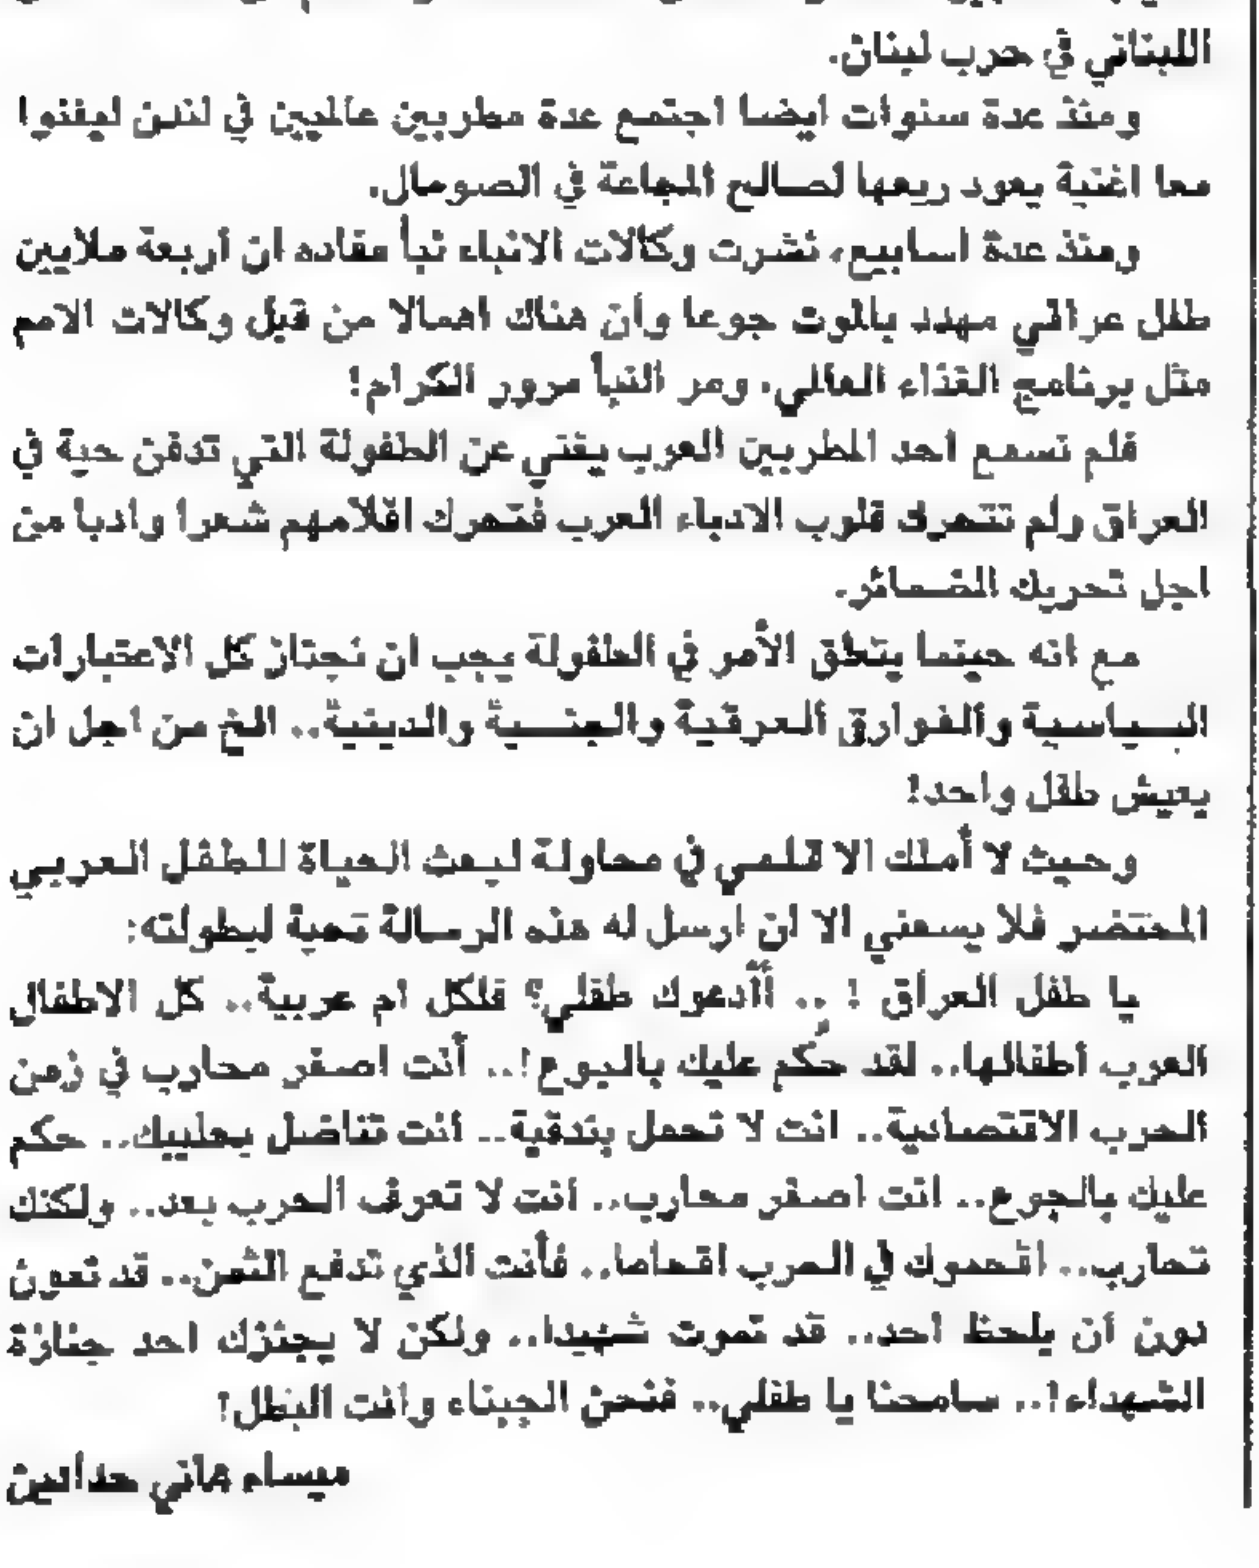 اللبناني في حرب لبنان.
ومنذ عدة سنوات ايضا اجتمع عدة مطربين عالميين في لندن ليغنوا
معا اغنية يعود ريعها لصالح المجاعة في الصومال.
ومنذ عدة اسابيع، نشرت وكالات الانباء نبأ مفاده ان أربعة ملايين
طفل عراقي مهدد بالموت جوعا وأن هناك اهمالا من قبل وكالات الامم
مثل برنامج الغذاء العالمي. ومر النبأ مرور الكرام!
فلم نسمع احد المطربين العرب يغني عن الطفولة التي تدفن حية في
العراق ولم تتحرك قلوب الادباء العرب فتحرك اقلامهم شعرا وادبا من
اجل تحريك الضمائر.
مع انه حينما يتعلق الأمر في الطفولة يجب ان نجتاز كل الاعتبارات
السياسية والفوارق العرقية والجنسية والدينية.. الخ من اجل ان
يعيش طفل واحد!
وحيث لا أملك الا قلمي في محاولة لبعث الحياة للطفل العربي
المحتضر فلا يسعني الا ان ارسل له هذه الرسالة تحية لبطولته:
يا طفل العراق ! .. أأدعوك طفلي؟ فلكل ام عربية.. كل الاطفال
العرب أطفالها.. لقد حُكم عليك بالجوع!.. أنت اصغر محارب في زمن
الحرب الاقتصادية.. انت لا تحمل بندقية.. انت تناضل بحليبك.. حكم
عليك بالجوع.. انت اصغر محارب.. انت لا تعرف الحرب بعد.. ولكنك
تحارب.. اقحموك في الحرب اقحاما.. فأنت الذي تدفع الثمن.. قد تموت
دون أن يلحظ احد.. قد تموت شهيدا.. ولكن لا يجنزك احد جنازة
الشهداء!.. سامحنا يا طفلي.. فنحن الجبناء وانت البطل!
ميساء هاني حدادين